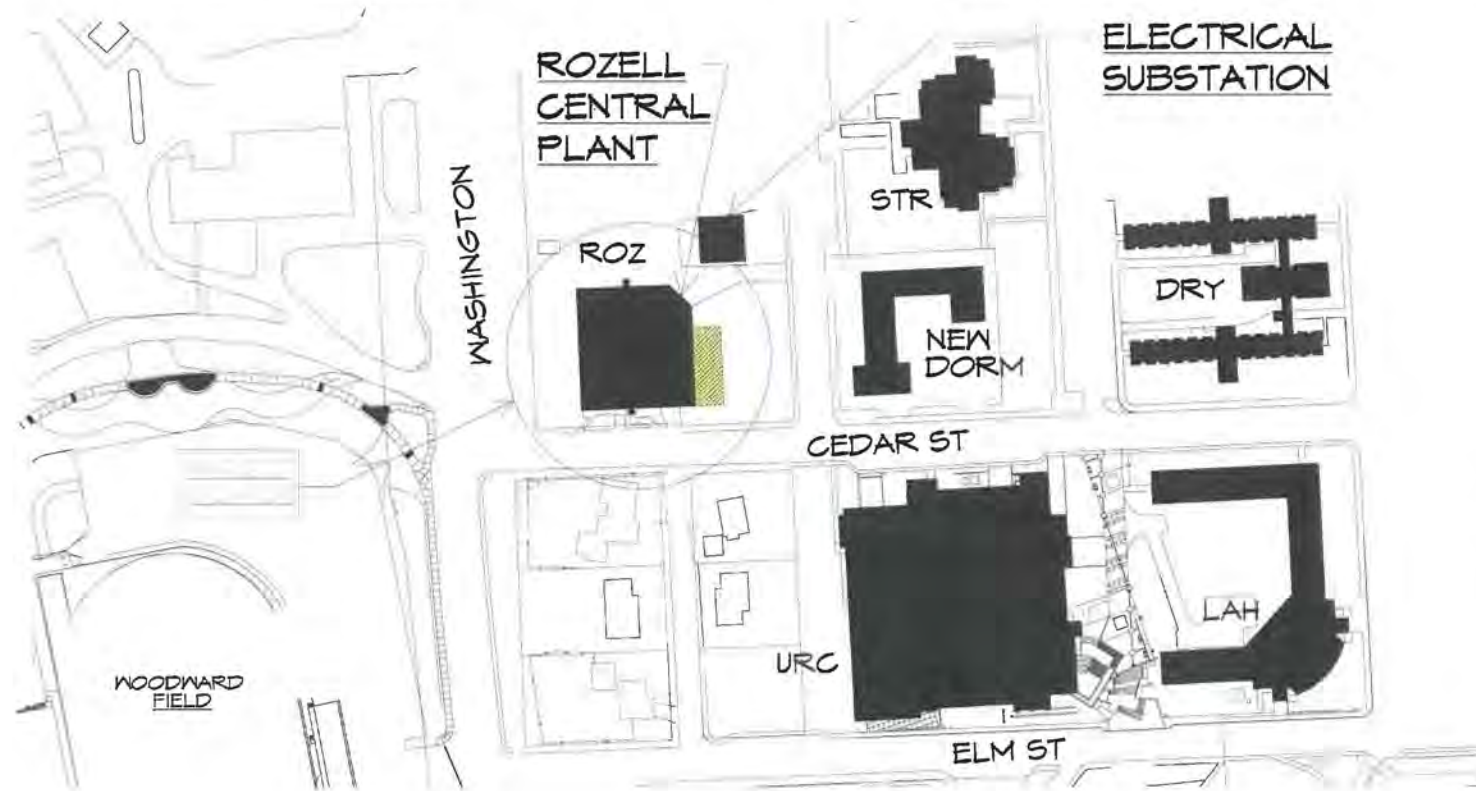 ROZELL
CENTRAL
PLANT
ELECTRICAL
SUBSTATION
WASHINGTON
ROZ
STR
NEW
DORM
DRY
CEDAR ST
WOODWARD
FIELD
URC
LAH
ELM ST